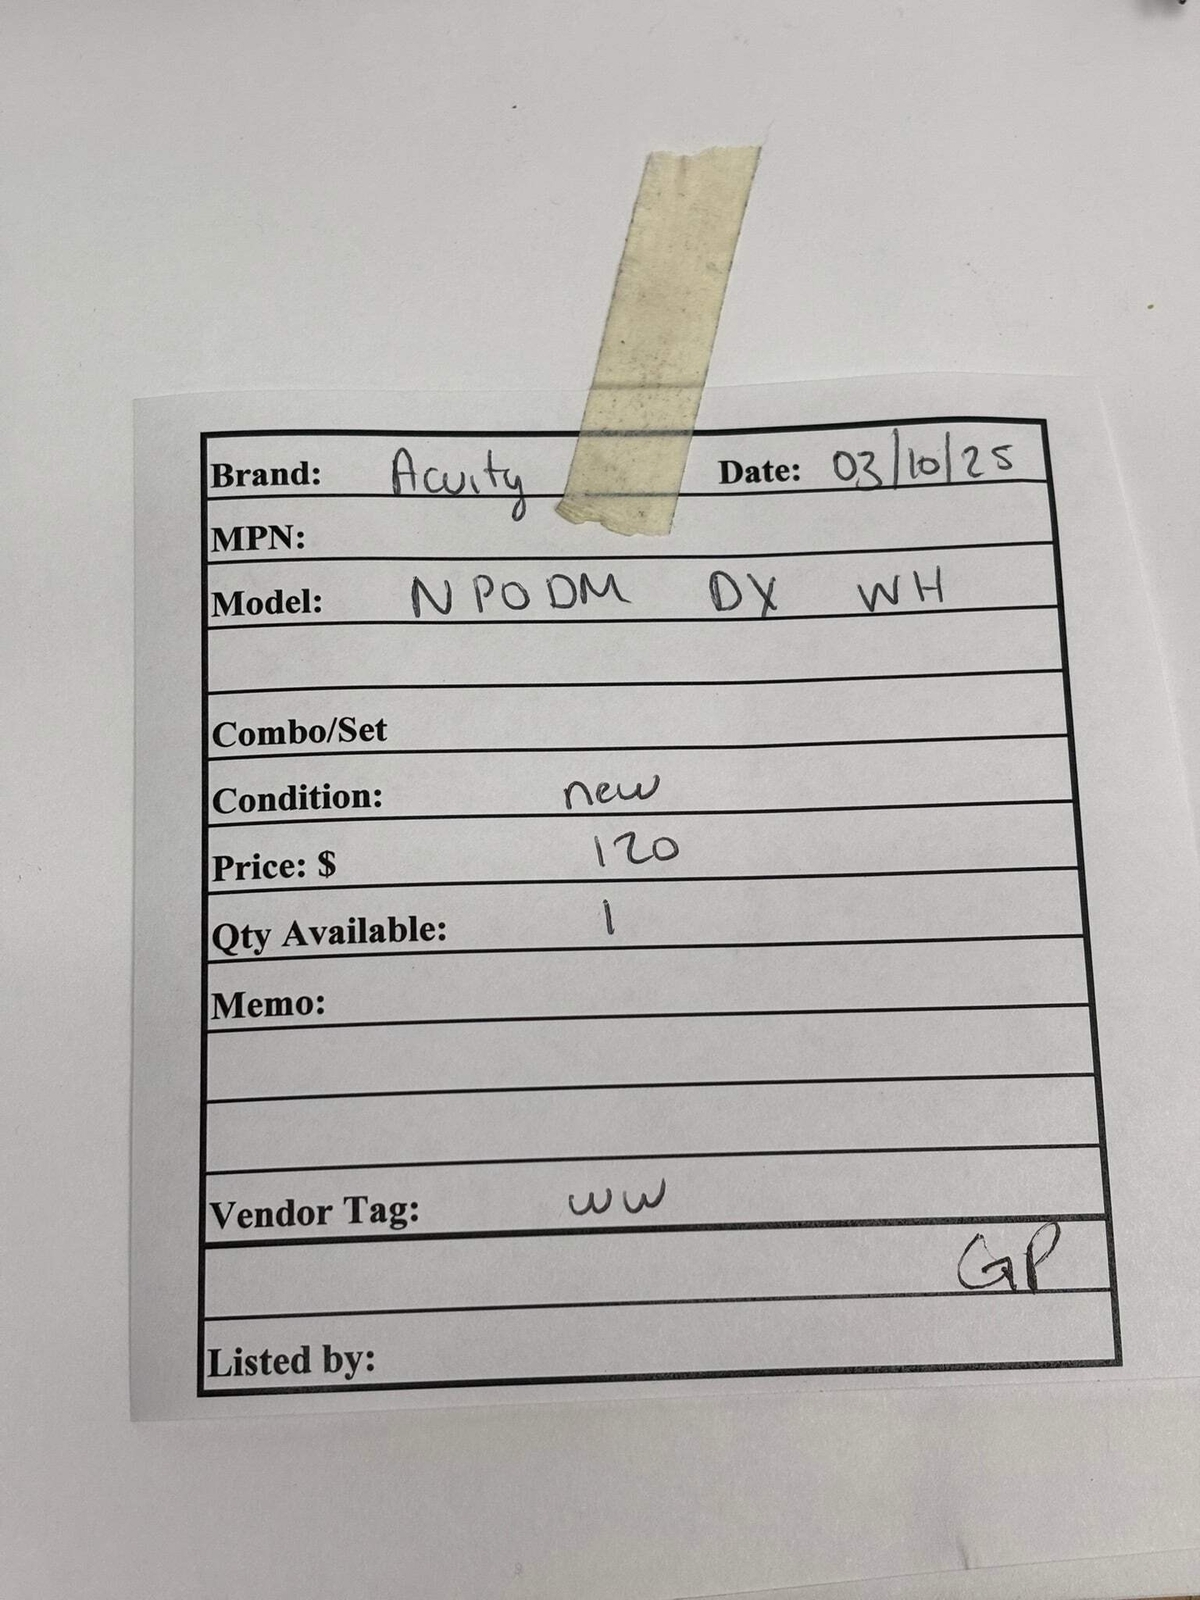 Brand: Acuity Date: 03/10/25
MPN:
Model: NPODM DX WH
Combo/Set
Condition: new
Price: $ 120
Qty Available: 1
Memo:
Vendor Tag: WW
GP
Listed by: